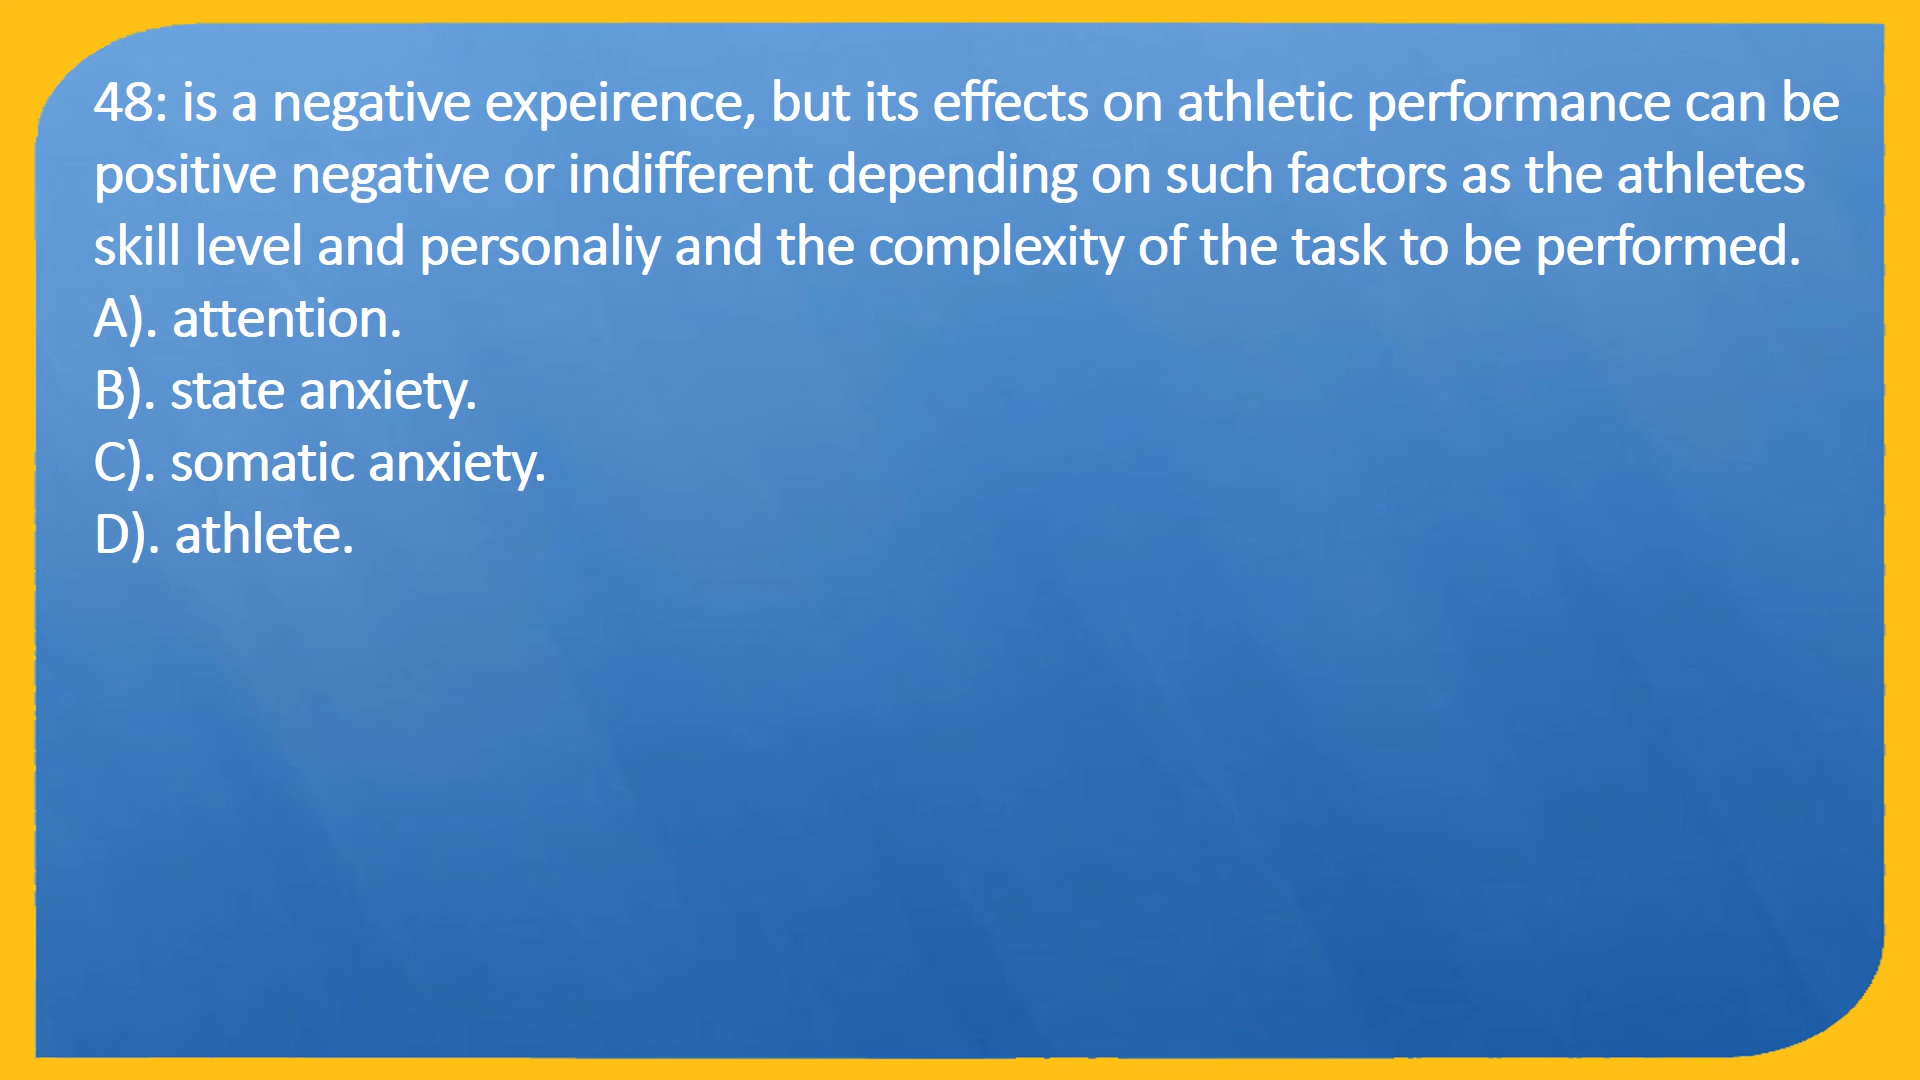 48: is a negative expeirence, but its effects on athletic performance can be
positive negative or indifferent depending on such factors as the athletes
skill level and personaliy and the complexity of the task to be performed.
A). attention.
B). state anxiety.
C). somatic anxiety.
D). athlete.